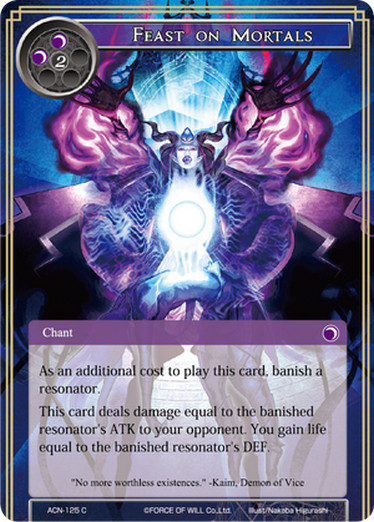 Feast on Mortals
2
Chant
As an additional cost to play this card, banish a
resonator.
This card deals damage equal to the banished
resonator's ATK to your opponent. You gain life
equal to the banished resonator's DEF.
"No more worthless existences." -Kaim, Demon of Vice
ACN-125 C ©FORCE OF WILL Co.,Ltd. Illust/Nakaba Higurashi